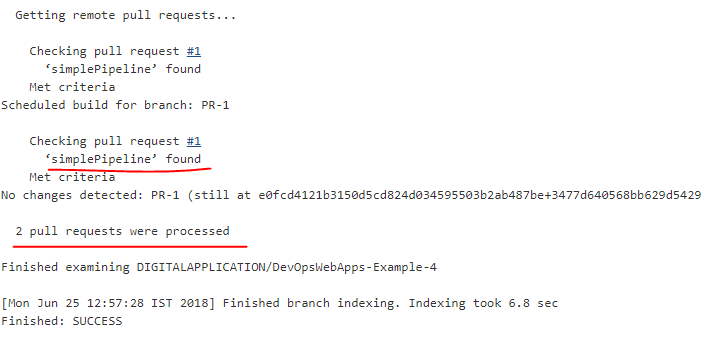 Getting remote pull requests...
Checking pull request #1
‘simplePipeline’ found
Met criteria
Scheduled build for branch: PR-1
Checking pull request #1
‘simplePipeline’ found
Met criteria
No changes detected: PR-1 (still at e0fcd4121b3150d5cd824d034595503b2ab487be+3477d640568bb629d5429
2 pull requests were processed
Finished examining DIGITALAPPLICATION/DevOpsWebApps-Example-4
[Mon Jun 25 12:57:28 IST 2018] Finished branch indexing. Indexing took 6.8 sec
Finished: SUCCESS